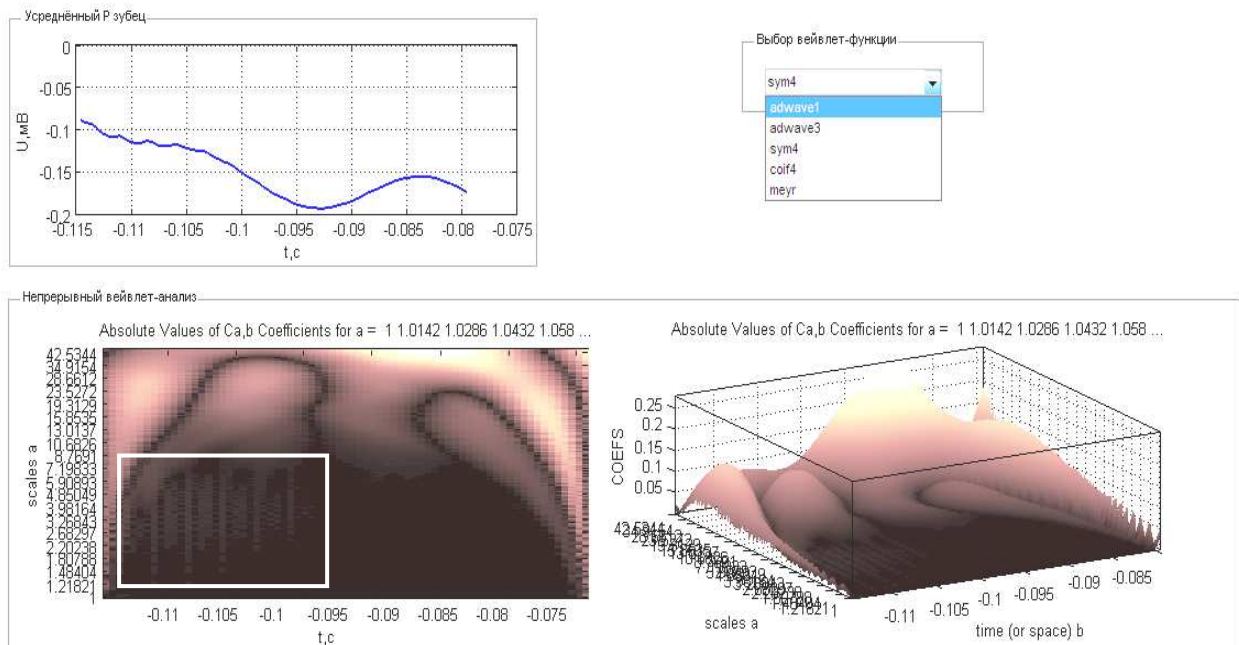 Усреднённый P зубец
0
-0.05
-0.1
-0.15
-0.2
U,мВ
-0.115 -0.11 -0.105 -0.1 -0.095 -0.09 -0.085 -0.08 -0.075
t,c
Выбор вейвлет-функции
sym4
adwave1
adwave3
sym4
coif4
meyr
Непрерывный вейвлет-анализ
Absolute Values of Ca,b Coefficients for a = 1 1.0142 1.0286 1.0432 1.058 ...
42.5344
34.9154
28.6612
23.5272
19.3129
15.8535
13.0137
10.6826
8.7691
7.19833
5.90893
4.85049
3.98164
3.26843
2.68297
2.20238
1.80788
1.48404
1.21821
scales a
-0.11 -0.105 -0.1 -0.095 -0.09 -0.085 -0.08 -0.075
t,c
Absolute Values of Ca,b Coefficients for a = 1 1.0142 1.0286 1.0432 1.058 ...
0.25
0.2
0.15
0.1
0.05
COEFS
scales a
-0.11 -0.105 -0.1 -0.095 -0.09 -0.085
time (or space) b